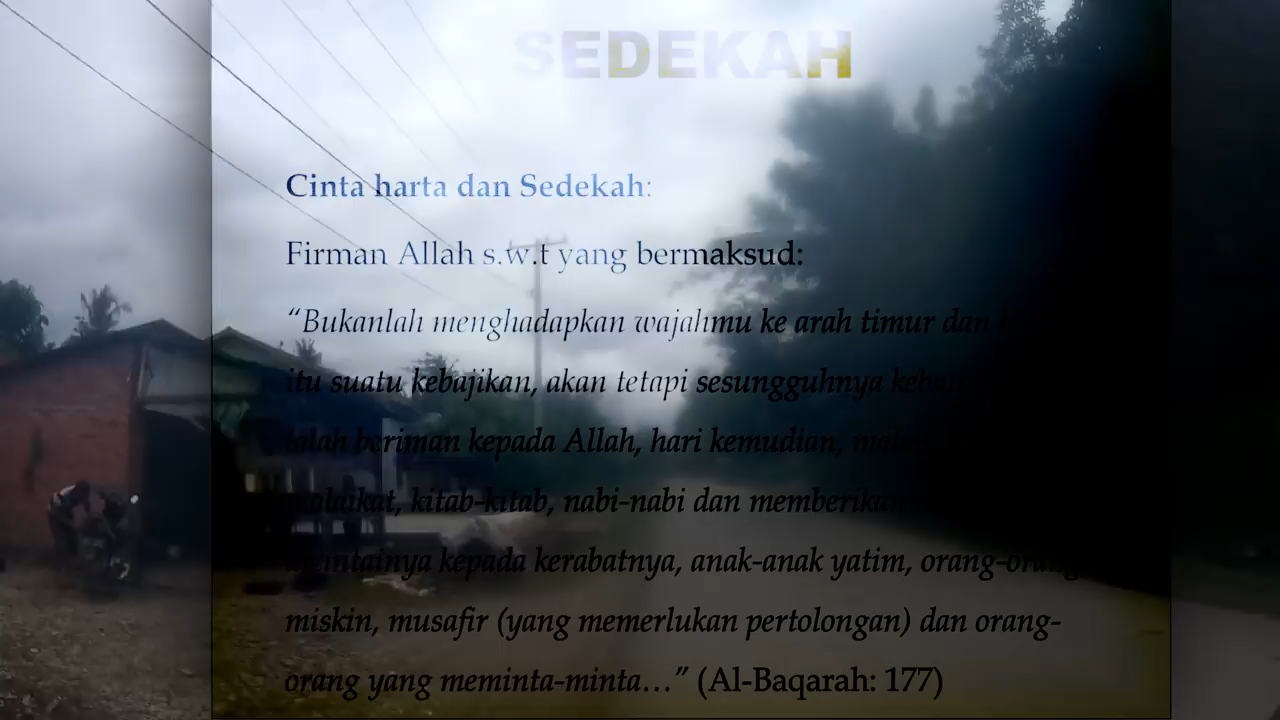 SEDEKAH
Cinta harta dan Sedekah:
Firman Allah s.w.t yang bermaksud:
“Bukanlah menghadapkan wajahmu ke arah timur dan
itu suatu kebajikan, akan tetapi sesungguhnya
ialah beriman kepada Allah, hari kemudian,
malaikat, kitab-kitab, nabi-nabi dan memberikan
kepada kerabatnya, anak-anak yatim, orang-orang
miskin, musafir (yang memerlukan pertolongan) dan orang-
orang yang meminta-minta…” (Al-Baqarah: 177)